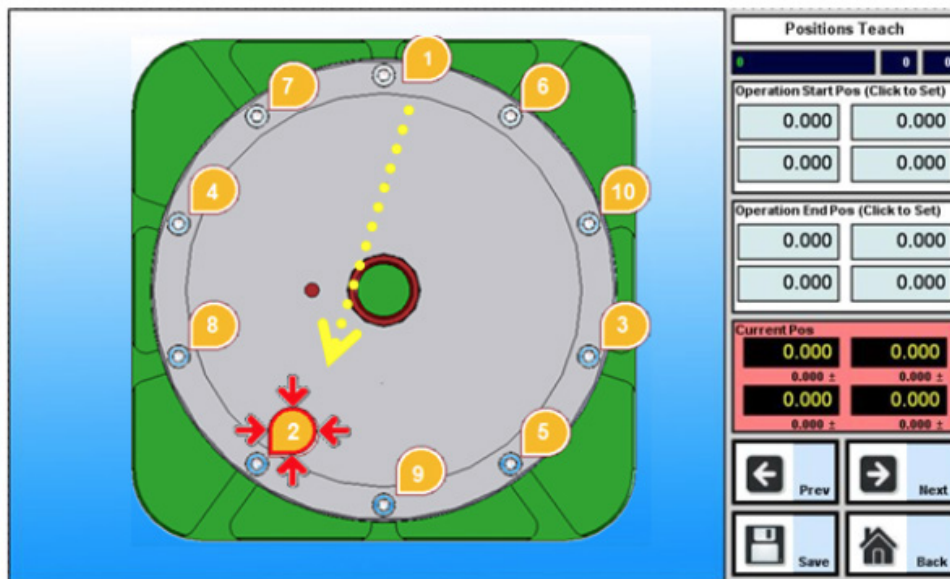 Positions Teach
0 0 0
Operation Start Pos (Click to Set)
0.000 0.000
0.000 0.000
Operation End Pos (Click to Set)
0.000 0.000
0.000 0.000
Current Pos
0.000 0.000
0.000 ± 0.000 ±
0.000 0.000
0.000 ± 0.000 ±
Prev Next
Save Back
1
7 6
4 10
8 3
2 5
9